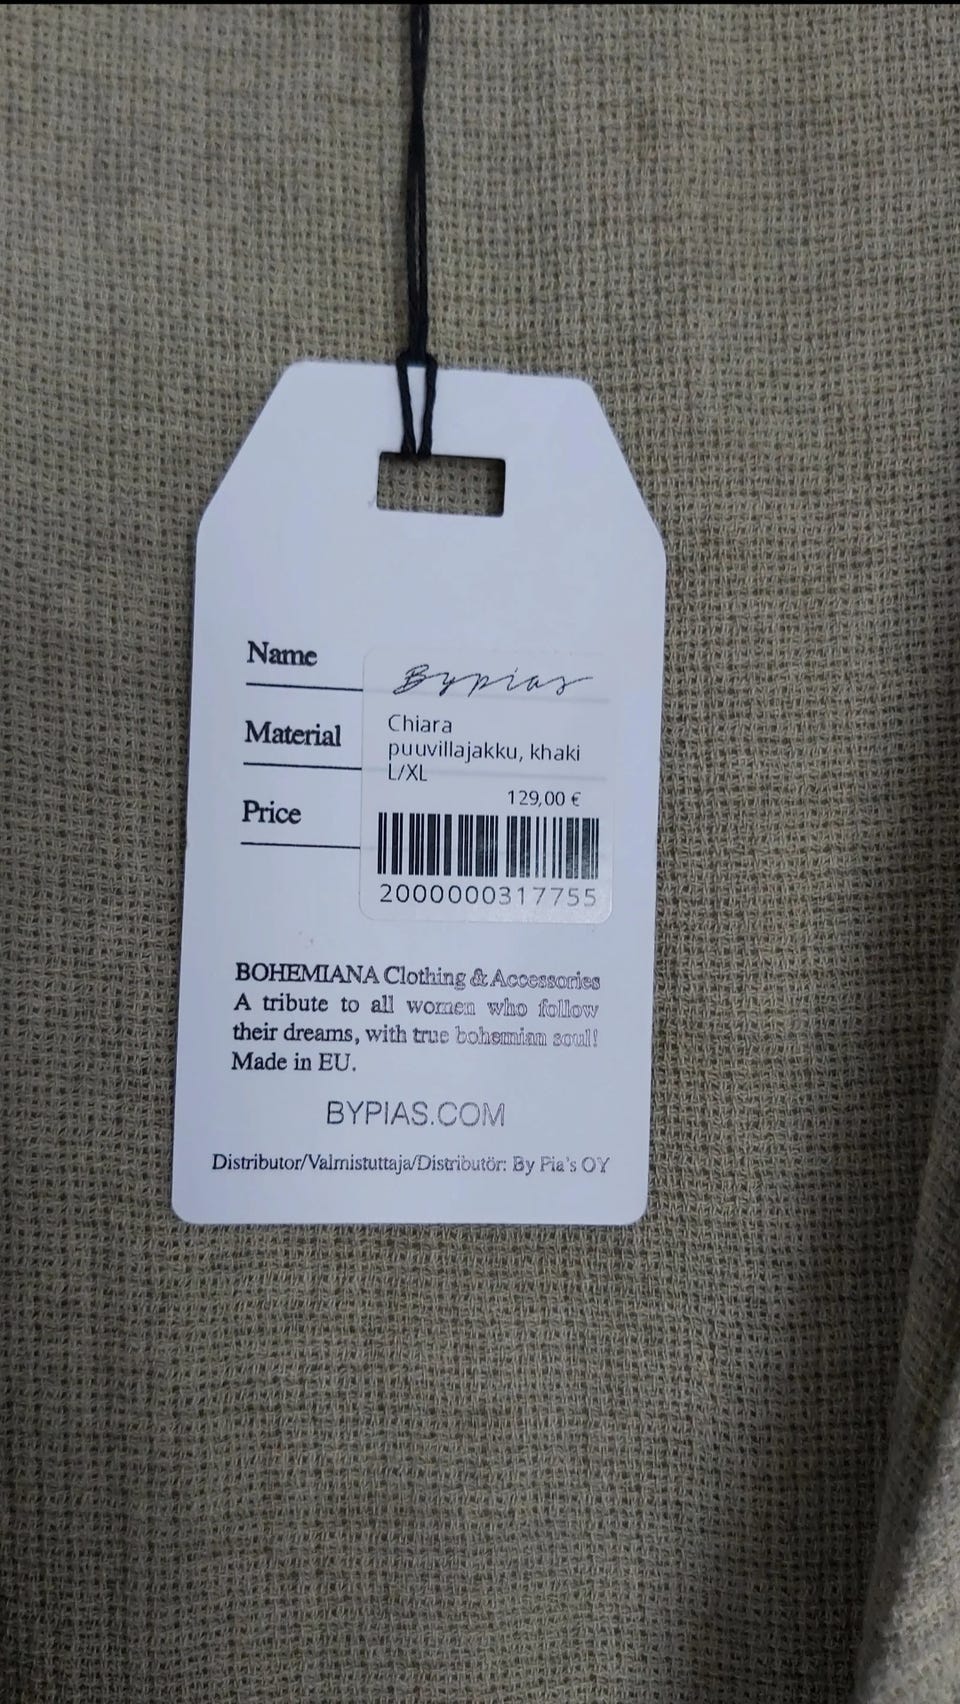 Name
Bypias
Material
Chiara
puuvillajakku, khaki
L/XL
Price
129,00 €
2000000317755
BOHEMIANA Clothing & Accessories
A tribute to all women who follow
their dreams, with true bohemian soul!
Made in EU.
BYPIAS.COM
Distributor/Valmistuttaja/Distributör: By Pia's OY